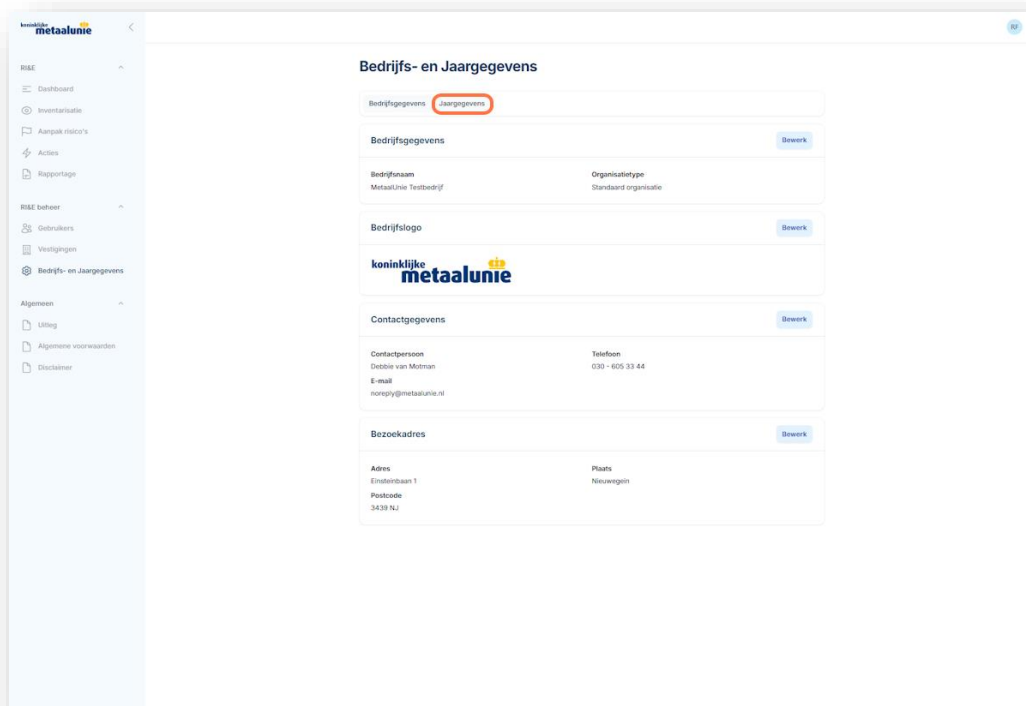 koninklijke
metaalunie
RF
RI&E
Dashboard
Inventarisatie
Aanpak risico's
Acties
Rapportage
RI&E beheer
Gebruikers
Vestigingen
Bedrijfs- en Jaargegevens
Algemeen
Uitleg
Algemene voorwaarden
Disclaimer
Bedrijfs- en Jaargegevens
Bedrijfsgegevens Jaargegevens
Bedrijfsgegevens Bewerk
Bedrijfsnaam Organisatietype
MetaalUnie Testbedrijf Standaard organisatie
Bedrijfslogo Bewerk
koninklijke
metaalunie
Contactgegevens Bewerk
Contactpersoon Telefoon
Debbie van Motman 030 - 605 33 44
E-mail
noreply@metaalunie.nl
Bezoekadres Bewerk
Adres Plaats
Einsteinbaan 1 Nieuwegein
Postcode
3439 NJ